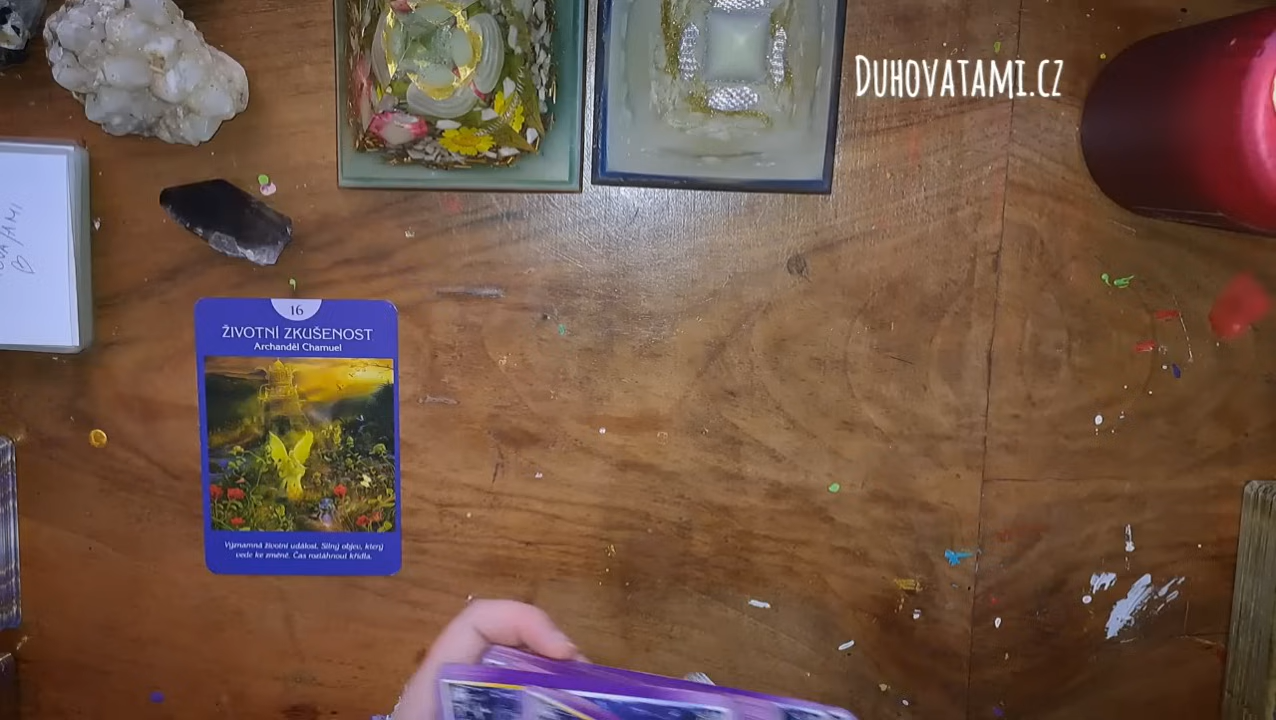 DUHOVATAMI.CZ
16
ŽIVOTNÍ ZKUŠENOST
Archanděl Chamuel
Významná životní událost. Silný objev, který
vede ke změně. Čas roztáhnout křídla.